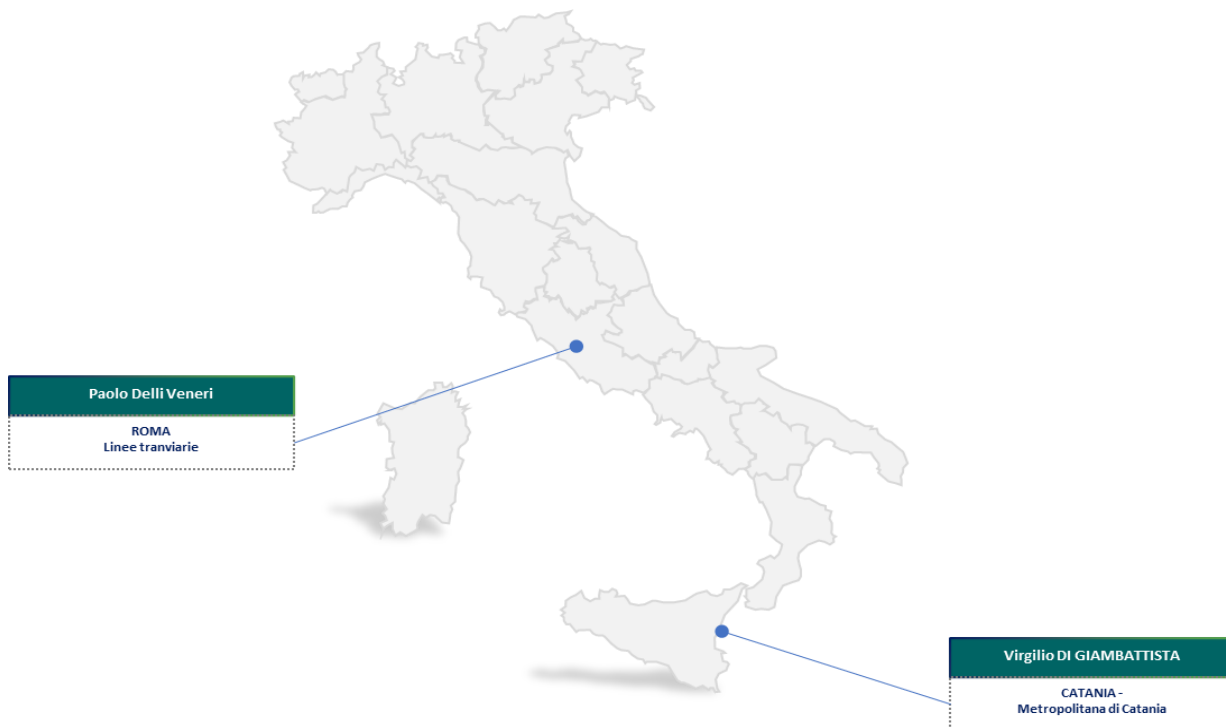 Paolo Delli Veneri
ROMA
Linee tranviarie
Virgilio DI GIAMBATTISTA
CATANIA -
Metropolitana di Catania